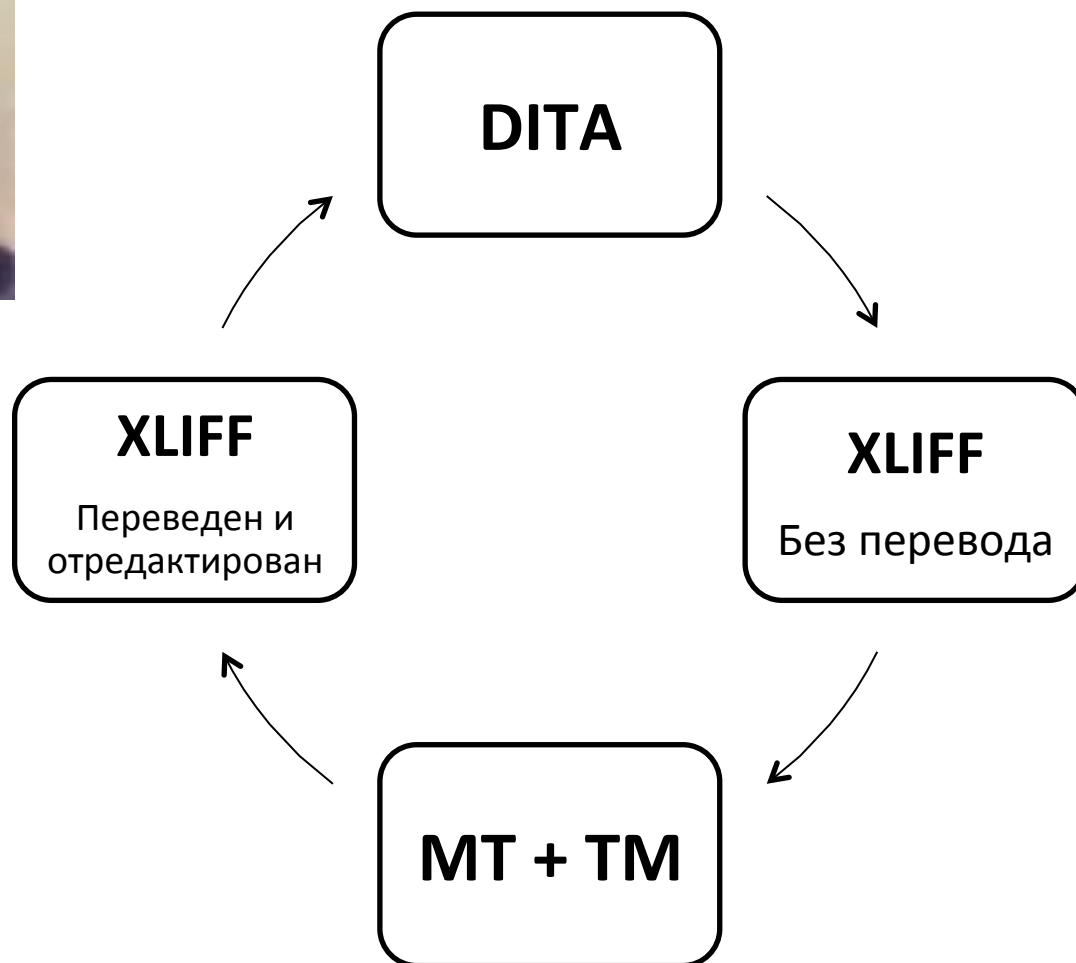 DITA
XLIFF
Переведен и
отредактирован
XLIFF
Без перевода
MT + TM